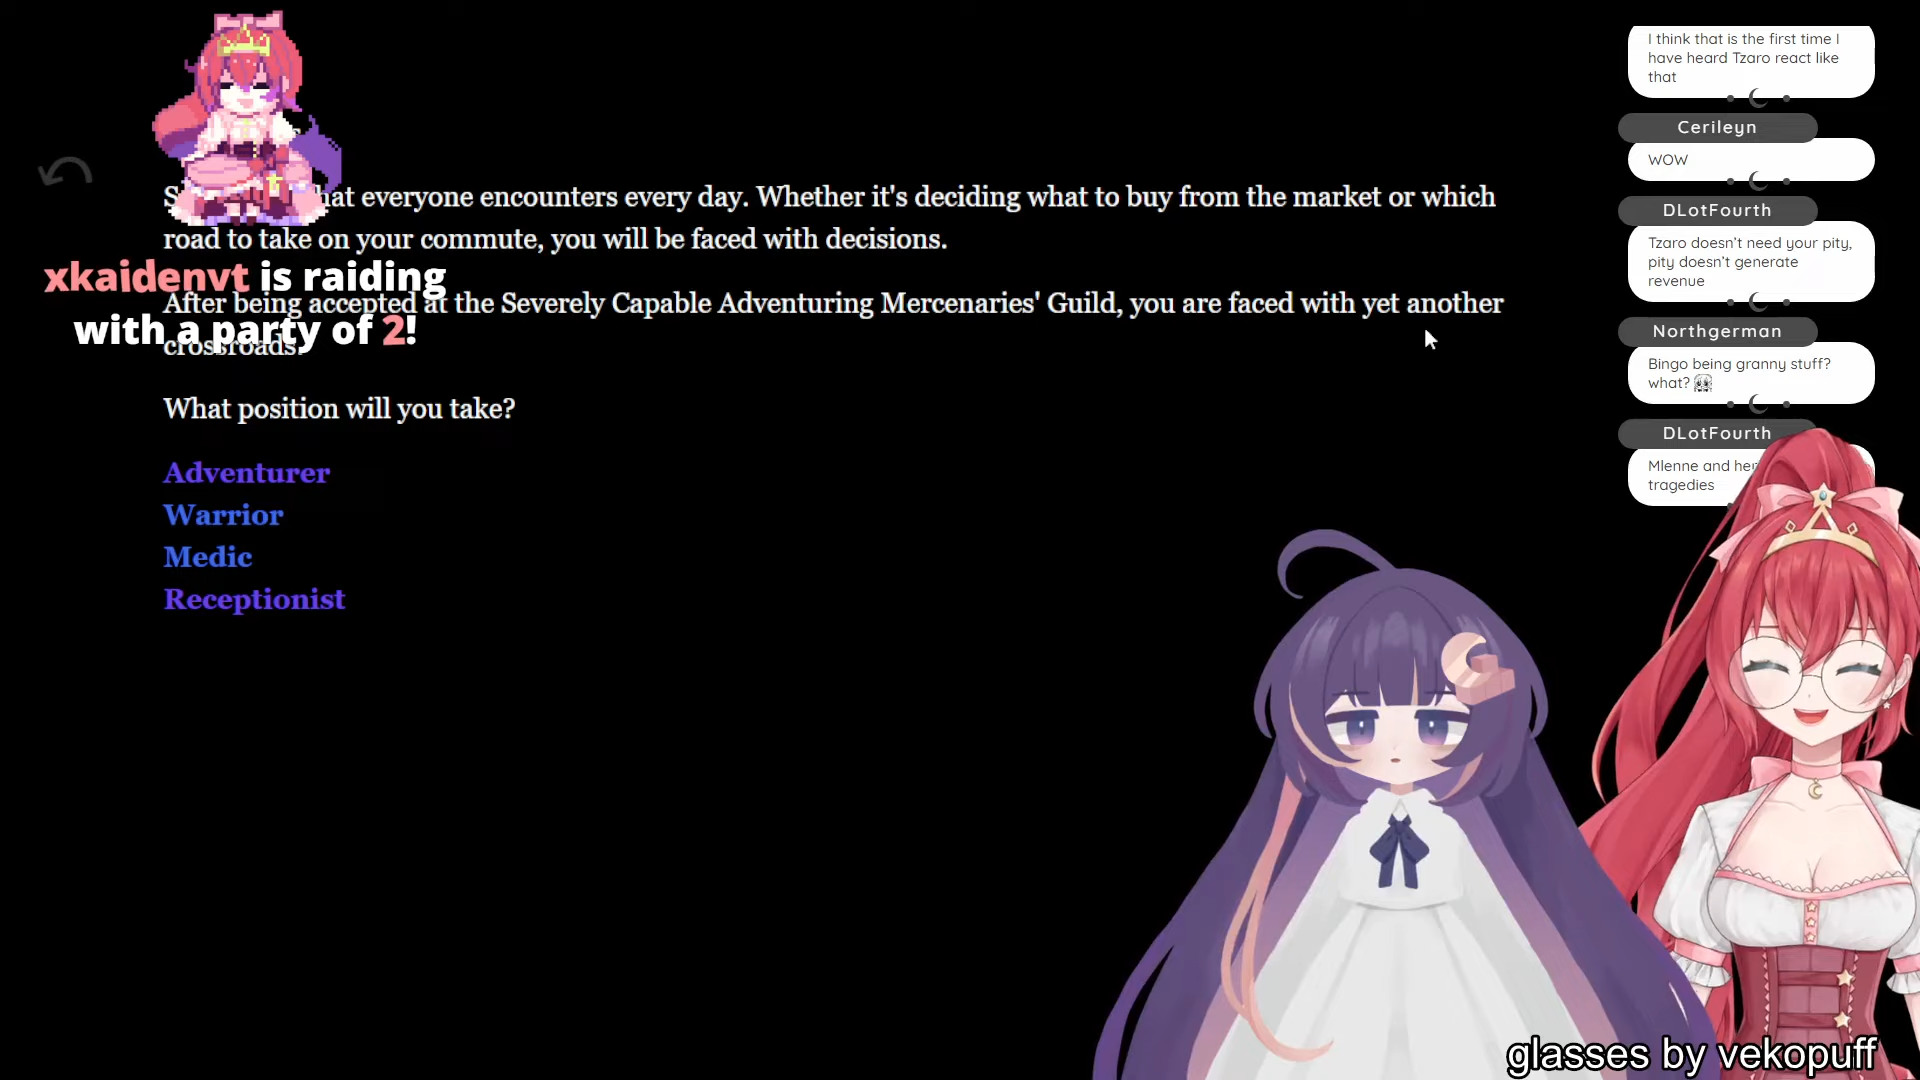 hat everyone encounters every day. Whether it's deciding what to buy from the market or which
road to take on your commute, you will be faced with decisions.
xkaidenvt is raiding
with a party of 2!
After being accepted at the Severely Capable Adventuring Mercenaries' Guild, you are faced with yet another
crossroads.
What position will you take?
Adventurer
Warrior
Medic
Receptionist
I think that is the first time I
have heard Tzaro react like
that
Cerileyn
WOW
DLotFourth
Tzaro doesn't need your pity,
pity doesn't generate
revenue
Northgerman
Bingo being granny stuff?
what?
DLotFourth
Mlenne and her
tragedies
glasses by vekopuff